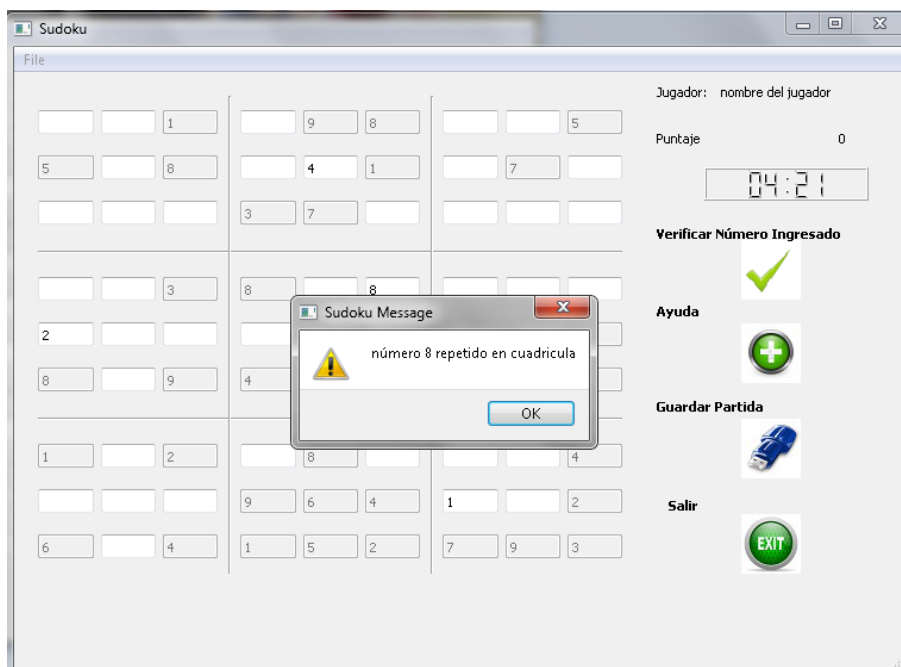 Sudoku
File
Jugador: nombre del jugador
1 9 8 5
Puntaje 0
5 8 4 1 7
04:21
3 7
Verificar Número Ingresado
3 8 8
Sudoku Message
Ayuda
2
número 8 repetido en cuadricula
8 9 4
OK
Guardar Partida
1 2 8 4
9 6 4 1 2
Salir
6 4 1 5 2 7 9 3
EXIT